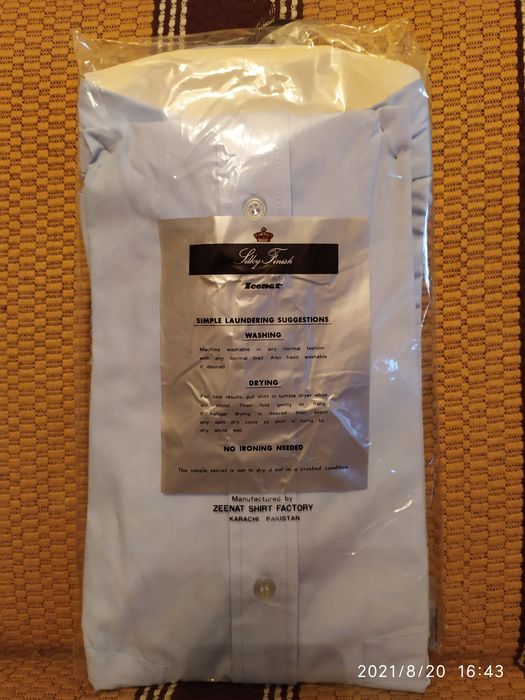 Silky Finish
Zeenat
SIMPLE LAUNDERING SUGGESTIONS
WASHING
Machine washable in any normal fashion
with any normal load. Also hand washable
if desired.
DRYING
For best results, put shirt in tumble dryer while
still moist. Then fold gently or hang.
If hanger drying is desired, then avoid
any spin dry cycle so shirt is hung to
dry while wet.
NO IRONING NEEDED
The simple secret is not to dry it out in a crushed condition
Manufactured by
ZEENAT SHIRT FACTORY
KARACHI PAKISTAN
2021/8/20 16:43